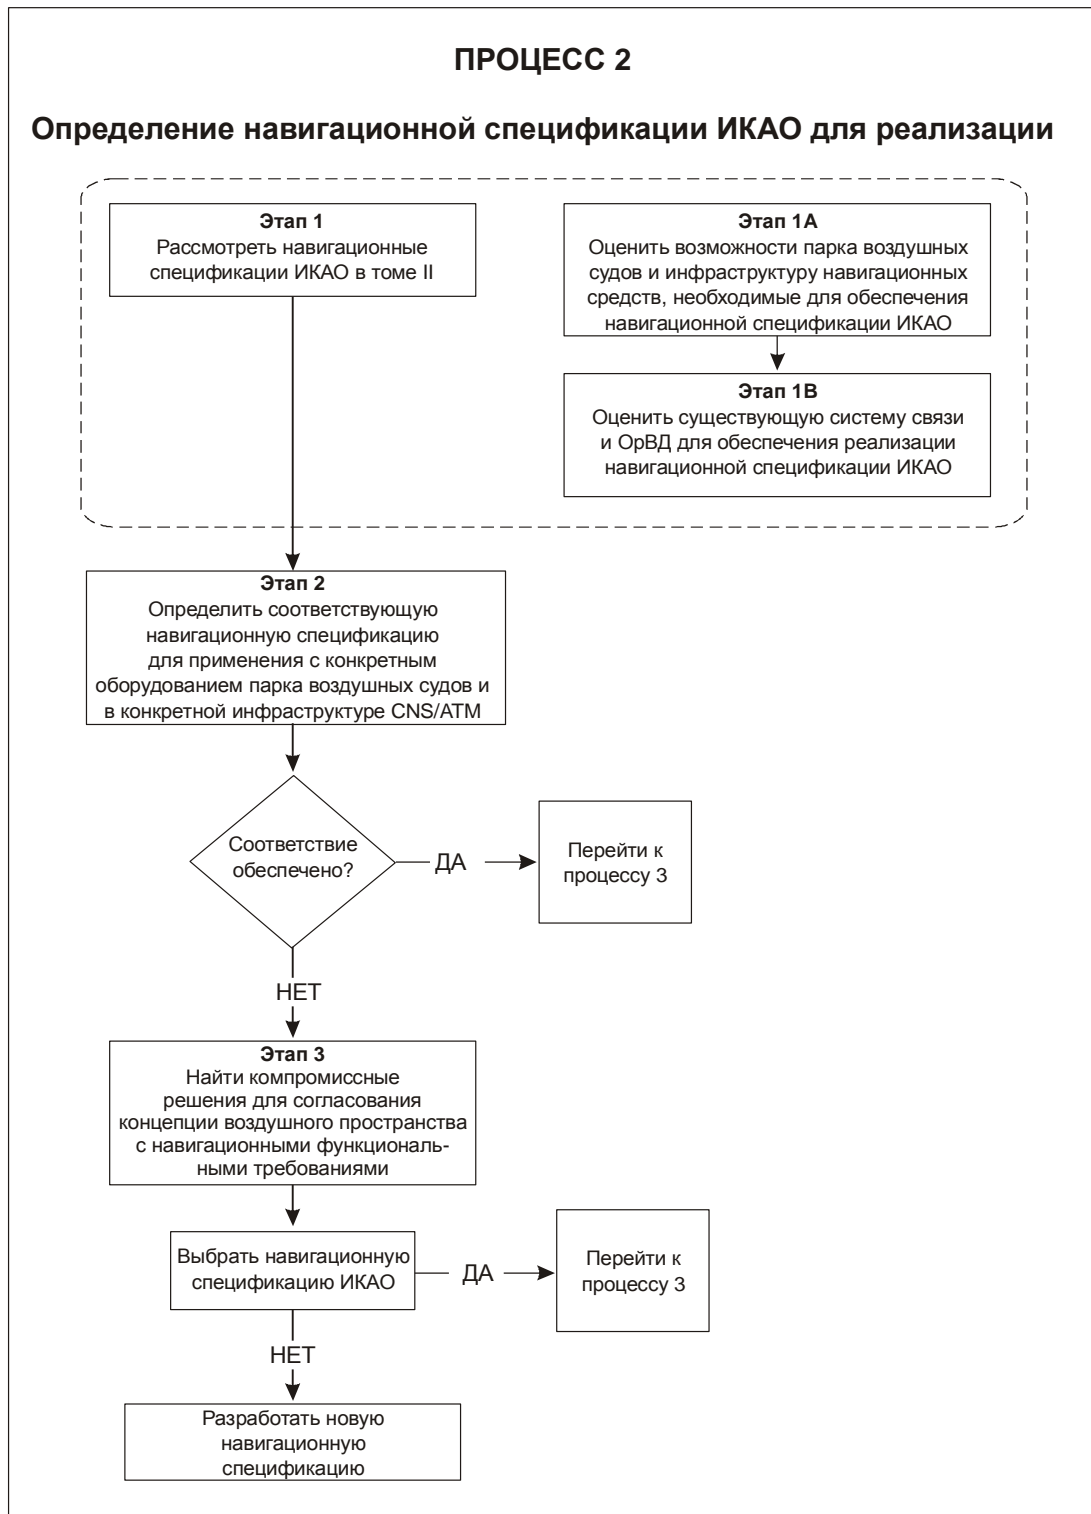 ПРОЦЕСС 2
Определение навигационной спецификации ИКАО для реализации
Этап 1
Рассмотреть навигационные
спецификации ИКАО в томе II
Этап 1А
Оценить возможности парка воздушных
судов и инфраструктуру навигационных
средств, необходимые для обеспечения
навигационной спецификации ИКАО
Этап 1В
Оценить существующую систему связи
и ОрВД для обеспечения реализации
навигационной спецификации ИКАО
Этап 2
Определить соответствующую
навигационную спецификацию
для применения с конкретным
оборудованием парка воздушных судов и
в конкретной инфраструктуре CNS/ATM
Соответствие
обеспечено?
ДА
Перейти к
процессу 3
НЕТ
Этап 3
Найти компромиссные
решения для согласования
концепции воздушного пространства
с навигационными функциональ-
ными требованиями
Выбрать навигационную
спецификацию ИКАО
ДА
Перейти к
процессу 3
НЕТ
Разработать новую
навигационную
спецификацию